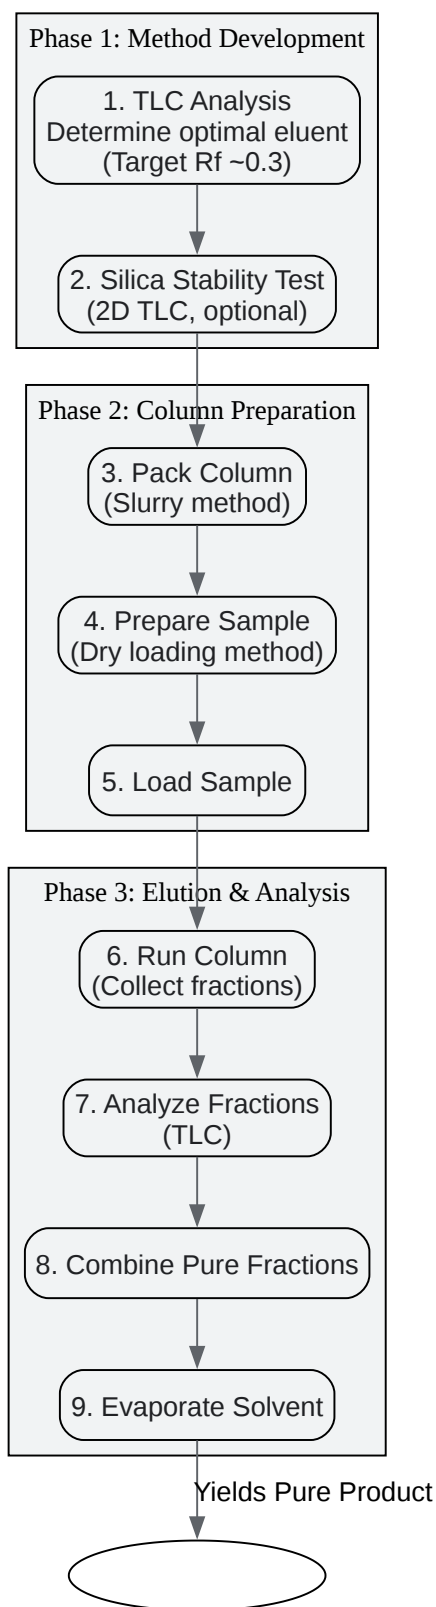 Phase 1: Method Development
1. TLC Analysis
Determine optimal eluent
(Target Rf ~0.3)
2. Silica Stability Test
(2D TLC, optional)
Phase 2: Column Preparation
3. Pack Column
(Slurry method)
4. Prepare Sample
(Dry loading method)
5. Load Sample
Phase 3: Elution & Analysis
6. Run Column
(Collect fractions)
7. Analyze Fractions
(TLC)
8. Combine Pure Fractions
9. Evaporate Solvent
Yields Pure Product